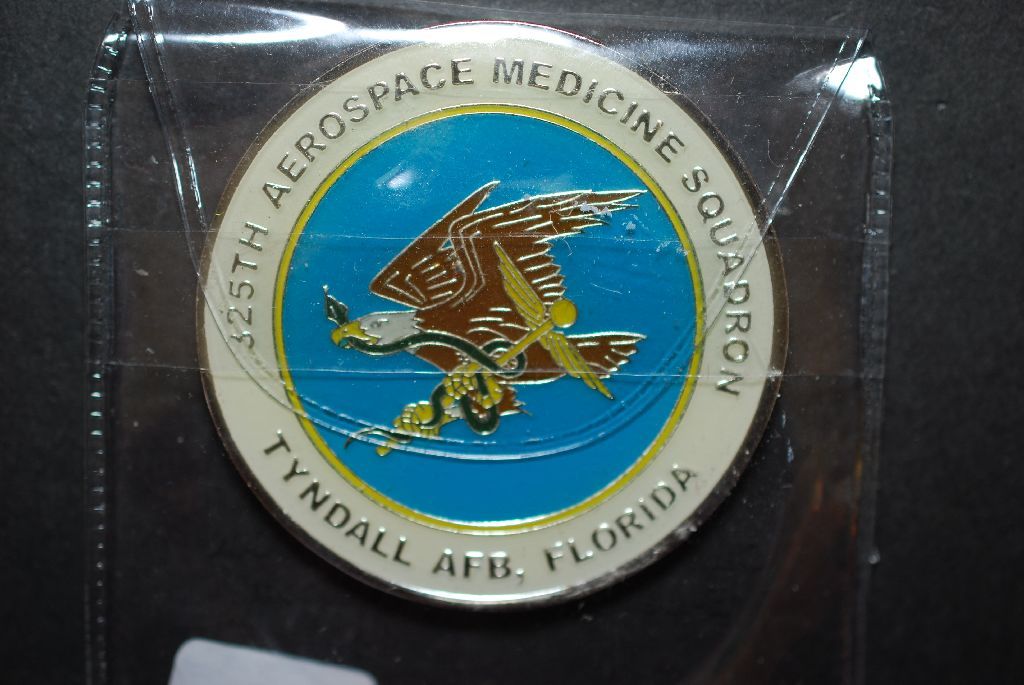 325TH AEROSPACE MEDICINE SQUADRON
TYNDALL AFB, FLORIDA